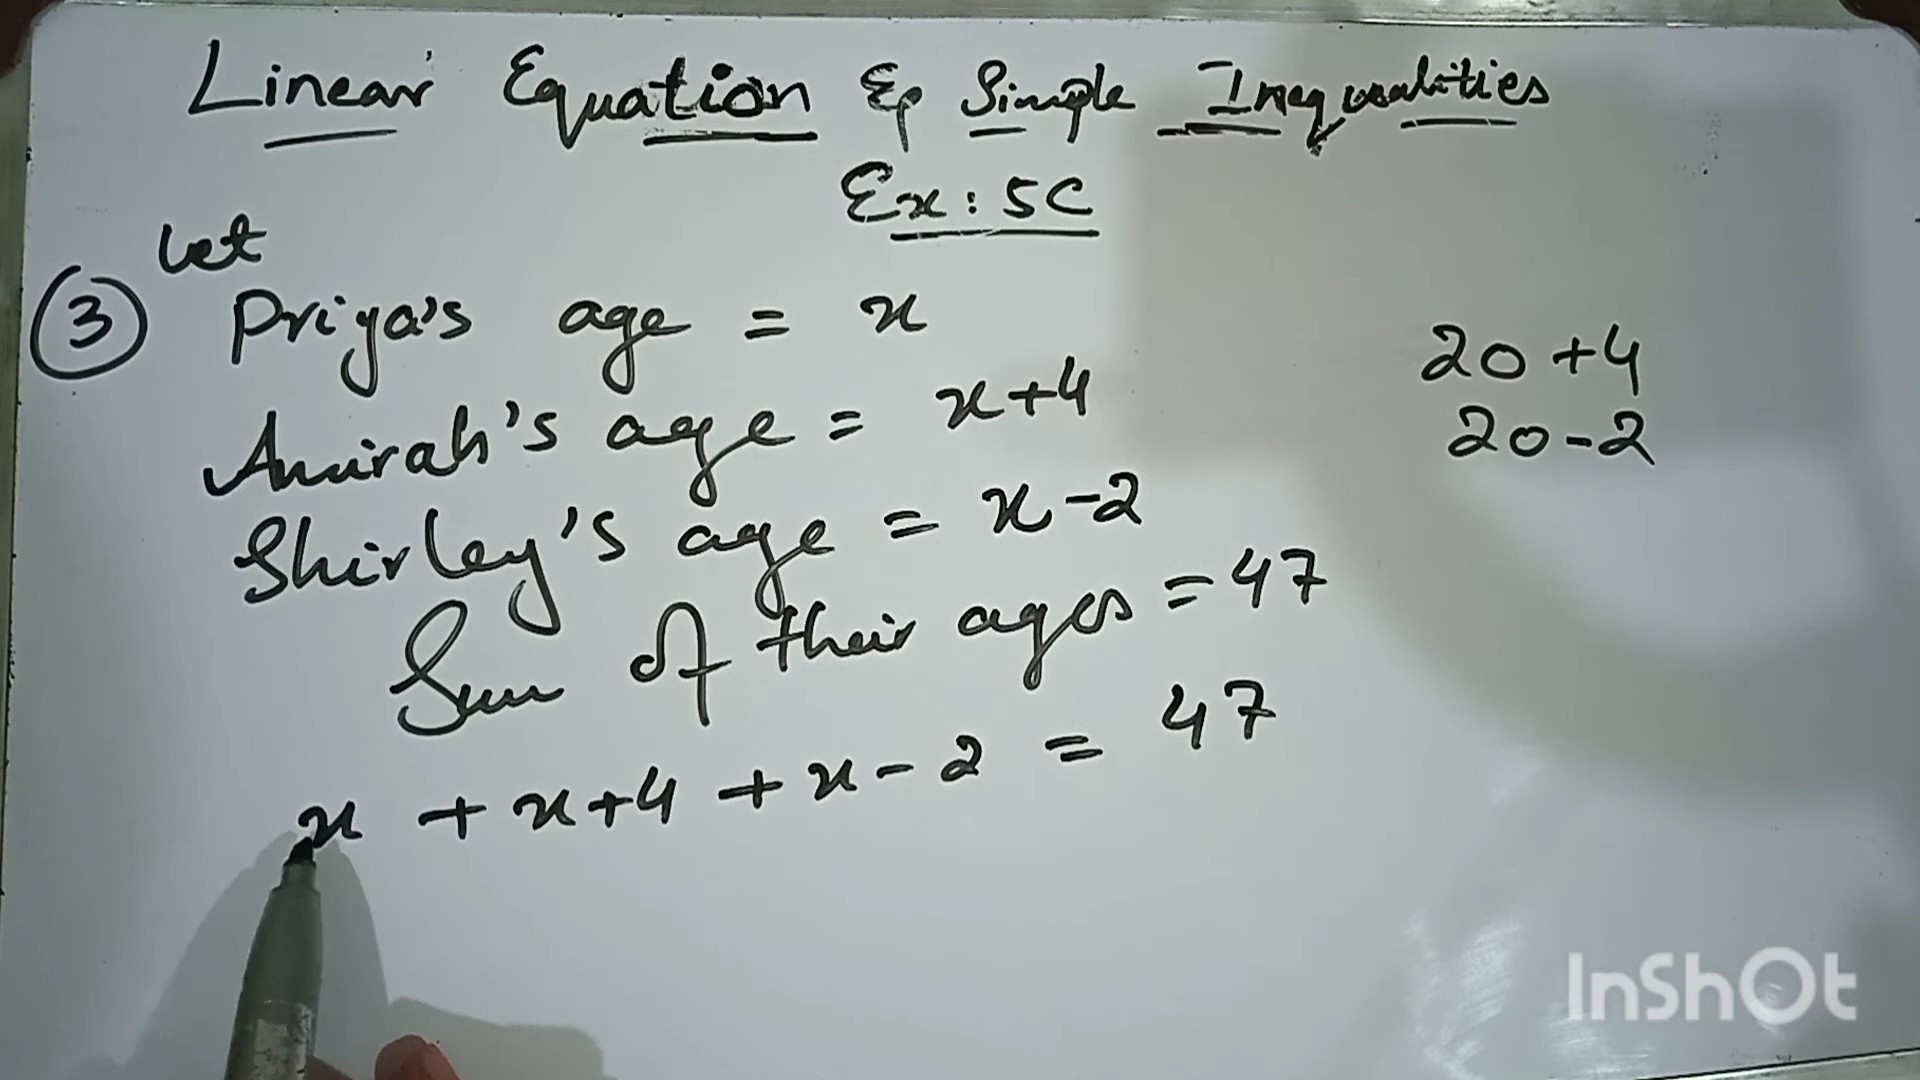 Linear Equation & Simple Inequalities
Ex: 5C
Let
3 Priya's age = x
Amirah's age = x+4
20+4
20-2
Shirley's age = x-2
Sum of their ages = 47
x + x+4 + x-2 = 47
InShOt